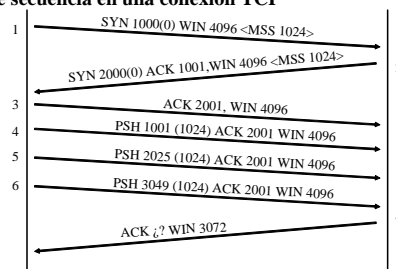 e secuencia en una conexión TCP
1 SYN 1000(0) WIN 4096 <MSS 1024>
SYN 2000(0) ACK 1001,WIN 4096 <MSS 1024>
3 ACK 2001, WIN 4096
4 PSH 1001 (1024) ACK 2001 WIN 4096
5 PSH 2025 (1024) ACK 2001 WIN 4096
6 PSH 3049 (1024) ACK 2001 WIN 4096
ACK ¿? WIN 3072